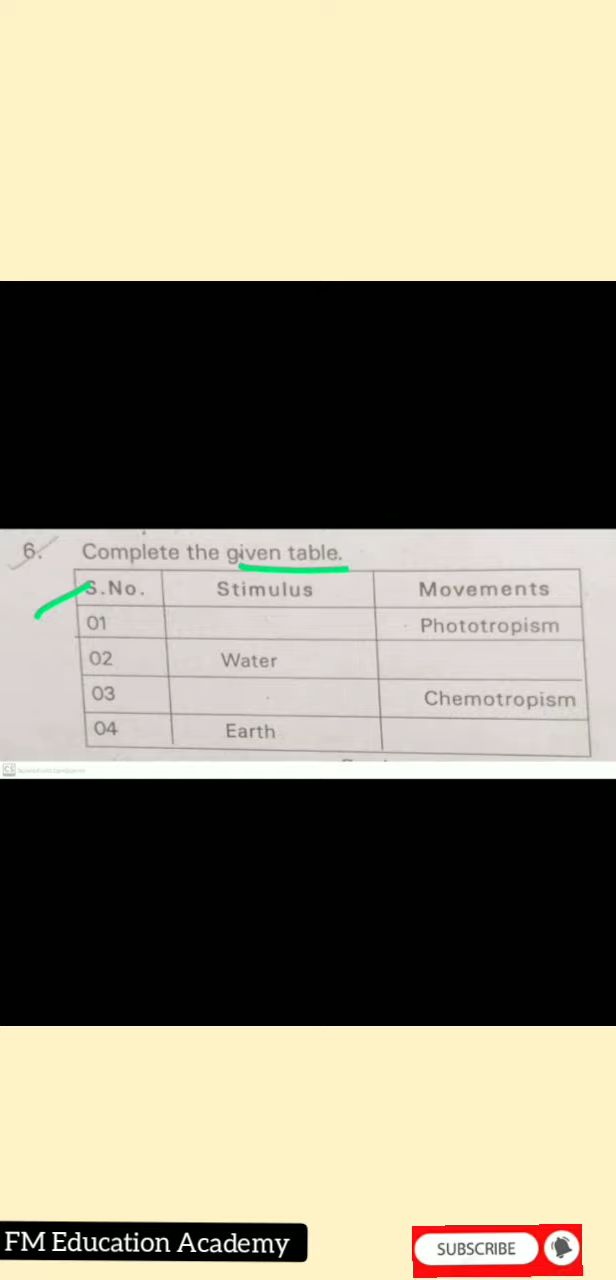 6. Complete the given table.
S.No. Stimulus Movements
01 Phototropism
02 Water
03 Chemotropism
04 Earth
CS
FM Education Academy
SUBSCRIBE